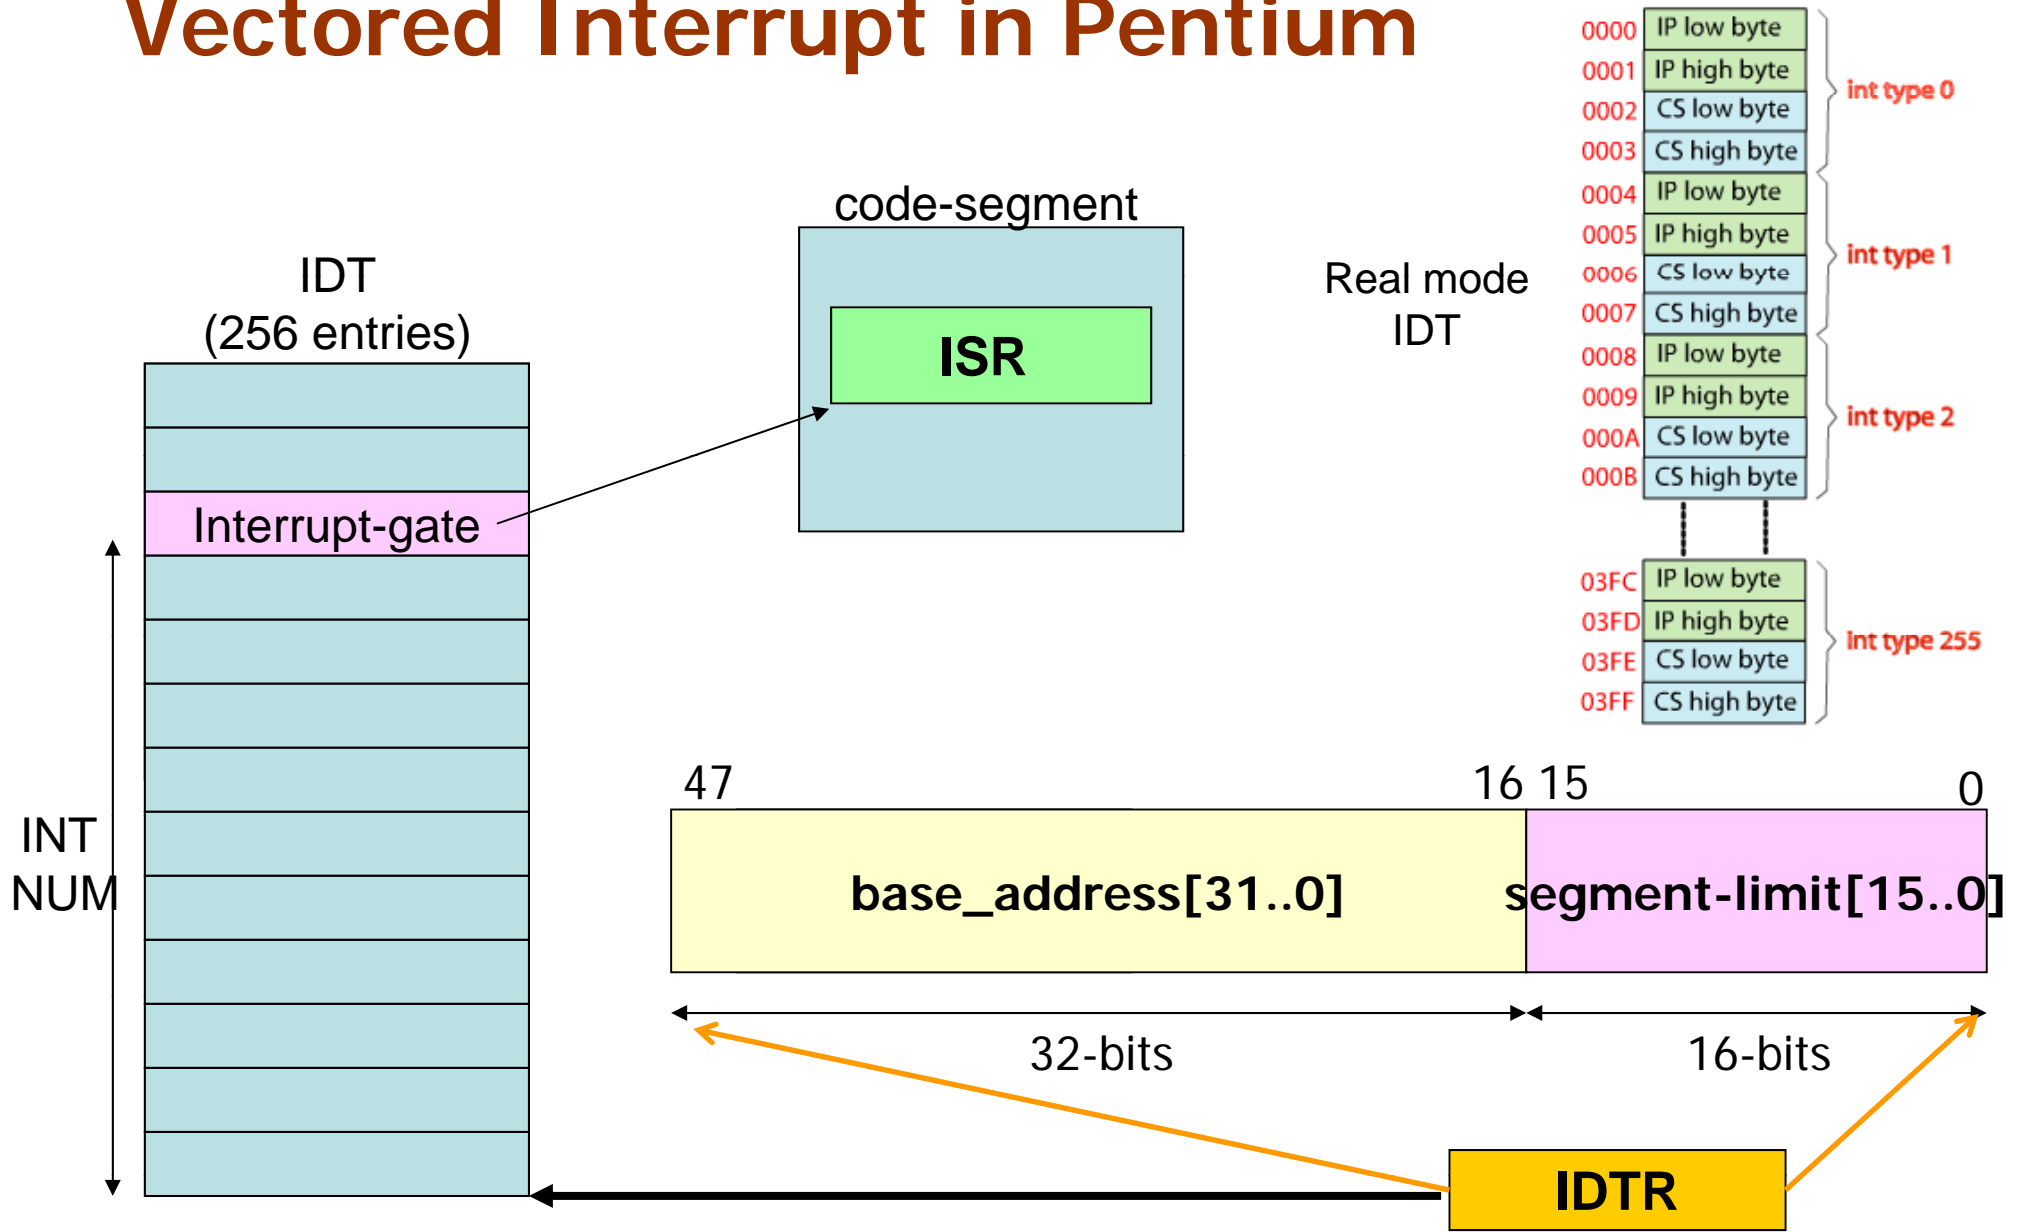 Vectored Interrupt in Pentium
IDT
(256 entries)
Interrupt-gate
INT
NUM
code-segment
ISR
Real mode
IDT
0000 IP low byte
0001 IP high byte
0002 CS low byte
0003 CS high byte
int type 0
0004 IP low byte
0005 IP high byte
0006 CS low byte
0007 CS high byte
int type 1
0008 IP low byte
0009 IP high byte
000A CS low byte
000B CS high byte
int type 2
03FC IP low byte
03FD IP high byte
03FE CS low byte
03FF CS high byte
int type 255
47 16 15 0
base_address[31..0] segment-limit[15..0]
32-bits 16-bits
IDTR